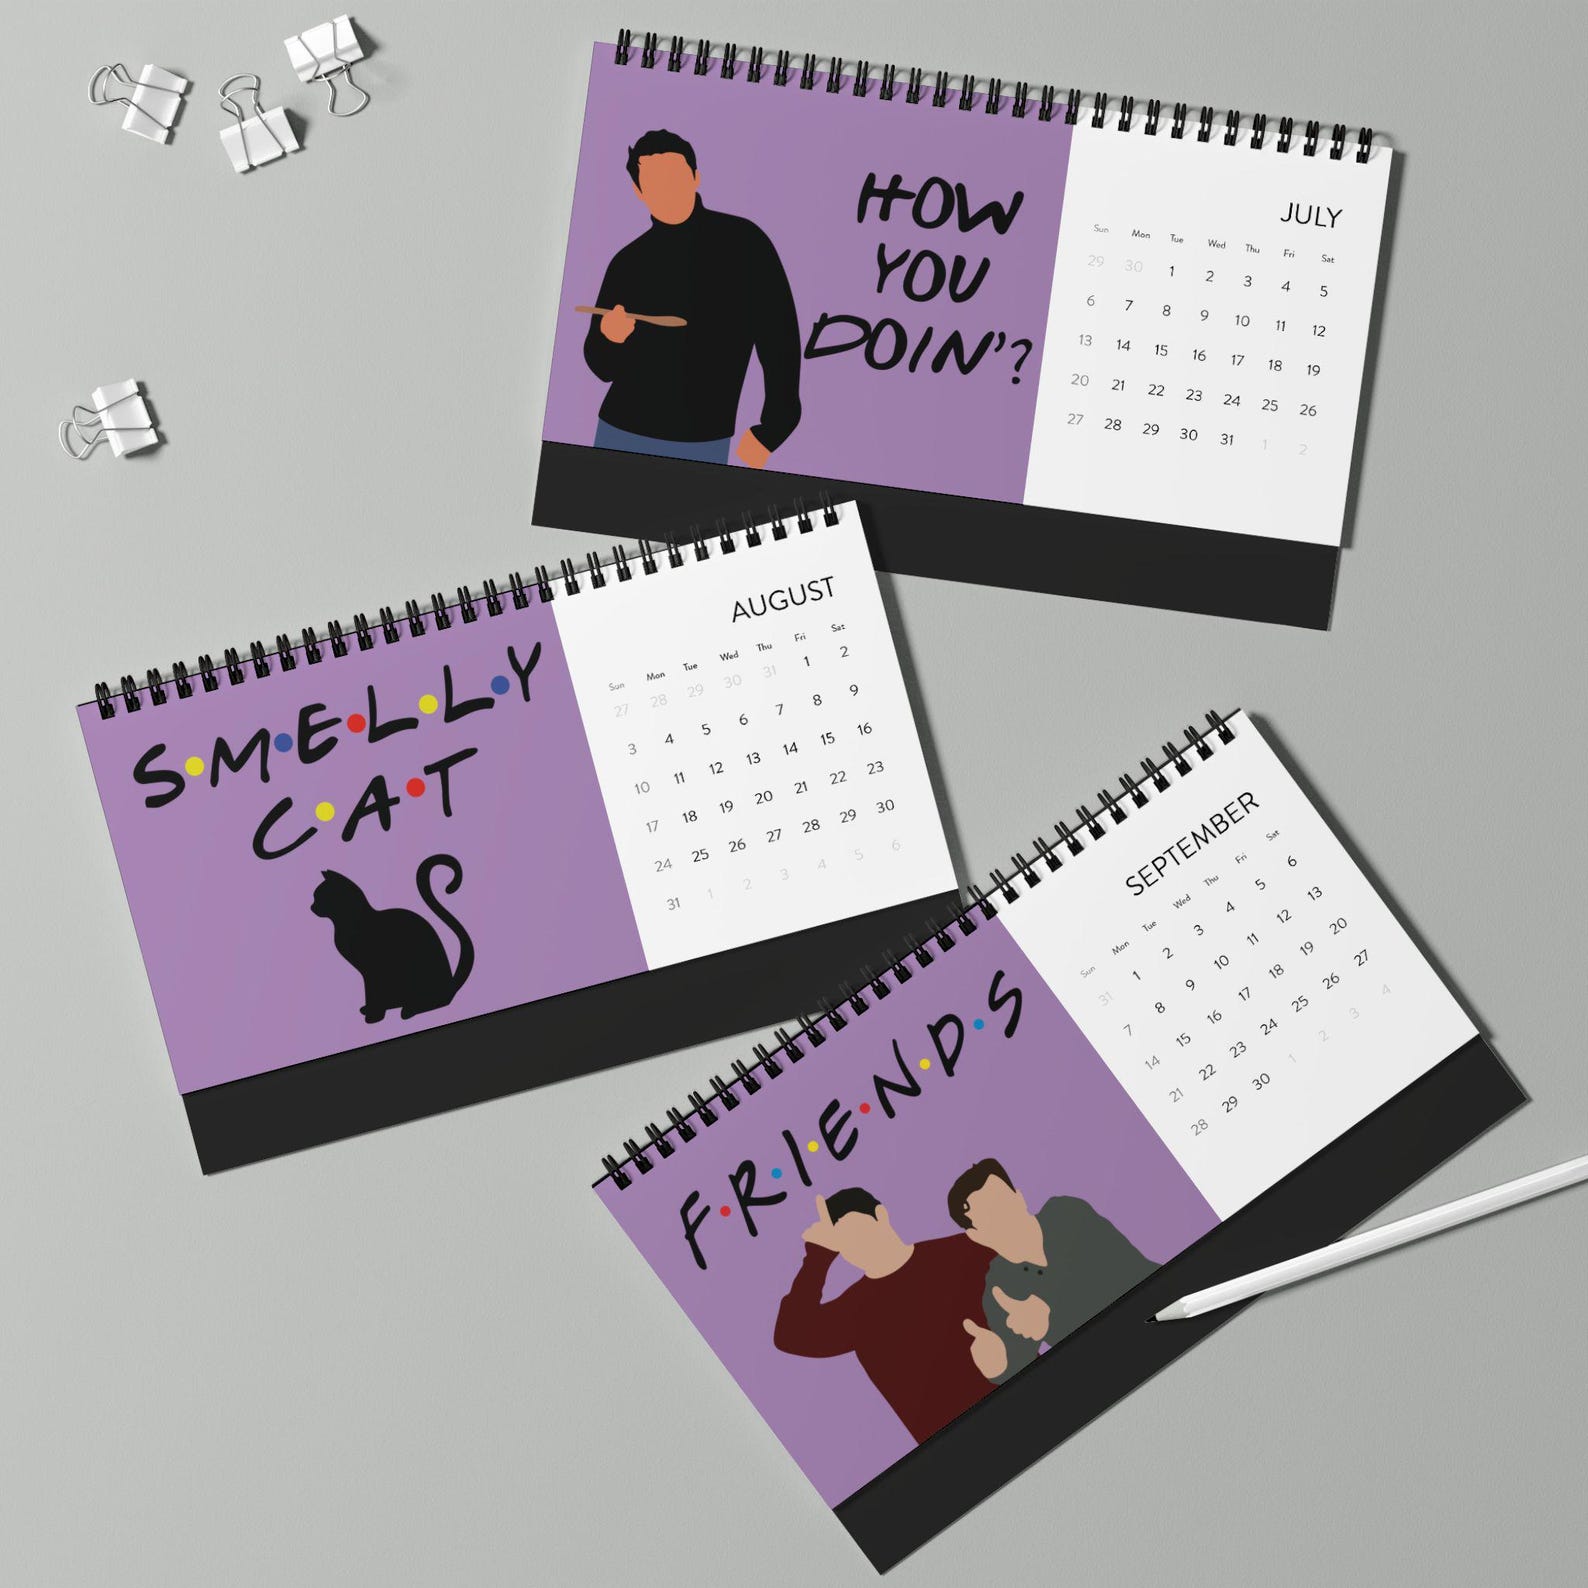 HOW
YOU
DOIN'?
JULY
Sun Mon Tue Wed Thu Fri Sat
29 30 1 2 3 4 5
6 7 8 9 10 11 12
13 14 15 16 17 18 19
20 21 22 23 24 25 26
27 28 29 30 31 1 2
S•M•E•L•L•Y
C•A•T
AUGUST
Sun Mon Tue Wed Thu Fri Sat
27 28 29 30 31 1 2
3 4 5 6 7 8 9
10 11 12 13 14 15 16
17 18 19 20 21 22 23
24 25 26 27 28 29 30
31 1 2 3 4 5 6
F•R•I•E•N•D•S
SEPTEMBER
Sun Mon Tue Wed Thu Fri Sat
31 1 2 3 4 5 6
7 8 9 10 11 12 13
14 15 16 17 18 19 20
21 22 23 24 25 26 27
28 29 30 1 2 3 4